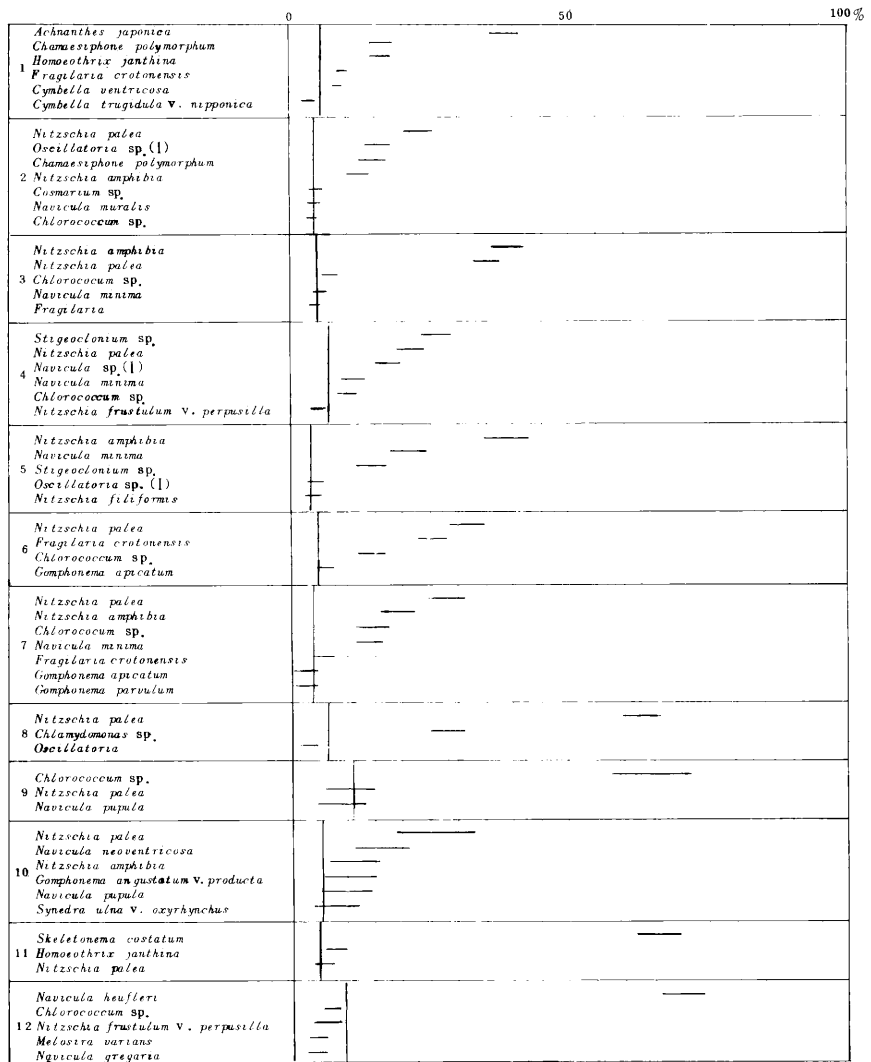 0 50 100%
Achnanthes japonica
Chamaesiphone polymorphum
Homoeothrix janthina
1
Fragilaria crotonensis
Cymbella ventricosa
Cymbella trugidula v. nipponica
Nitzschia palea
Oscillatoria sp.(1)
Chamaesiphone polymorphum
2 Nitzschia amphibia
Cosmarium sp.
Navicula muralis
Chlorococcum sp.
Nitzschia amphibia
Nitzschia palea
3 Chlorococum sp.
Navicula minima
Fragilaria
Stigeoclonium sp.
Nitzschia palea
Navicula sp.(1)
4
Navicula minima
Chlorococcum sp.
Nitzschia frustulum v. perpusilla
Nitzschia amphibia
Navicula minima
5 Stigeoclonium sp.
Oscillatoria sp. (1)
Nitzschia filiformis
Nitzschia palea
Fragilaria crotonensis
6
Chlorococcum sp.
Gomphonema apicatum
Nitzschia palea
Nitzschia amphibia
Chlorococum sp.
7 Navicula minima
Fragilaria crotonensis
Gomphonema apicatum
Gomphonema parvulum
Nitzschia palea
8 Chlamydomonas sp.
Oscillatoria
Chlorococcum sp.
9 Nitzschia palea
Navicula pupula
Nitzschia palea
Navicula neoventricosa
Nitzschia amphibia
10
Gomphonema angustatum v. producta
Navicula pupula
Synedra ulna v. oxyrhynchus
Skeletonema costatum
11 Homoeothrix janthina
Nitzschia palea
Navicula heufleri
Chlorococcum sp.
12 Nitzschia frustulum v. perpusilla
Melosira varians
Navicula gregaria